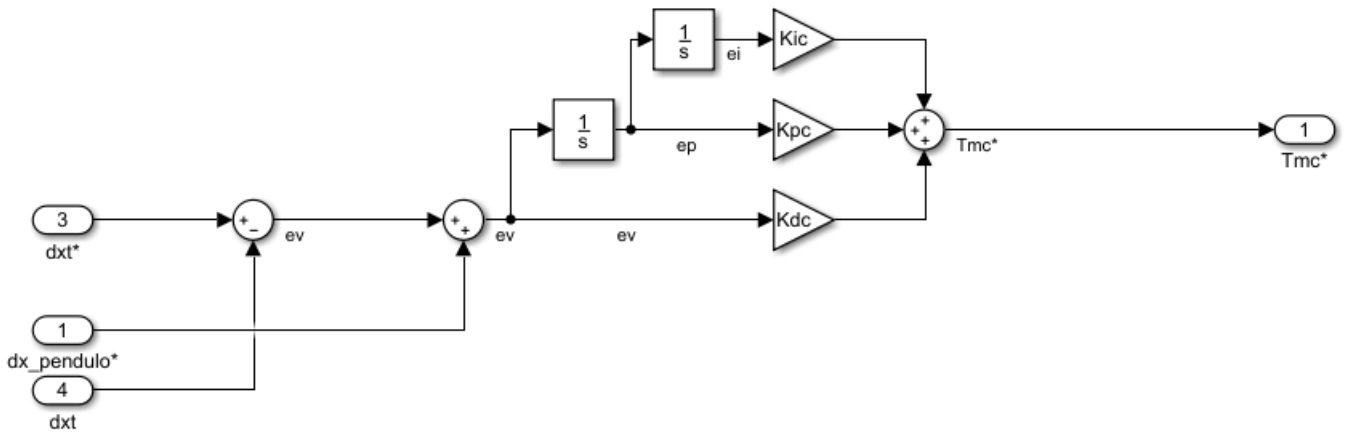 1
s
ei
Kic
1
s
ep
Kpc
+
+
+
Tmc*
1
Tmc*
3
dxt*
+
−
ev
+
+
ev
ev
Kdc
1
dx_pendulo*
4
dxt